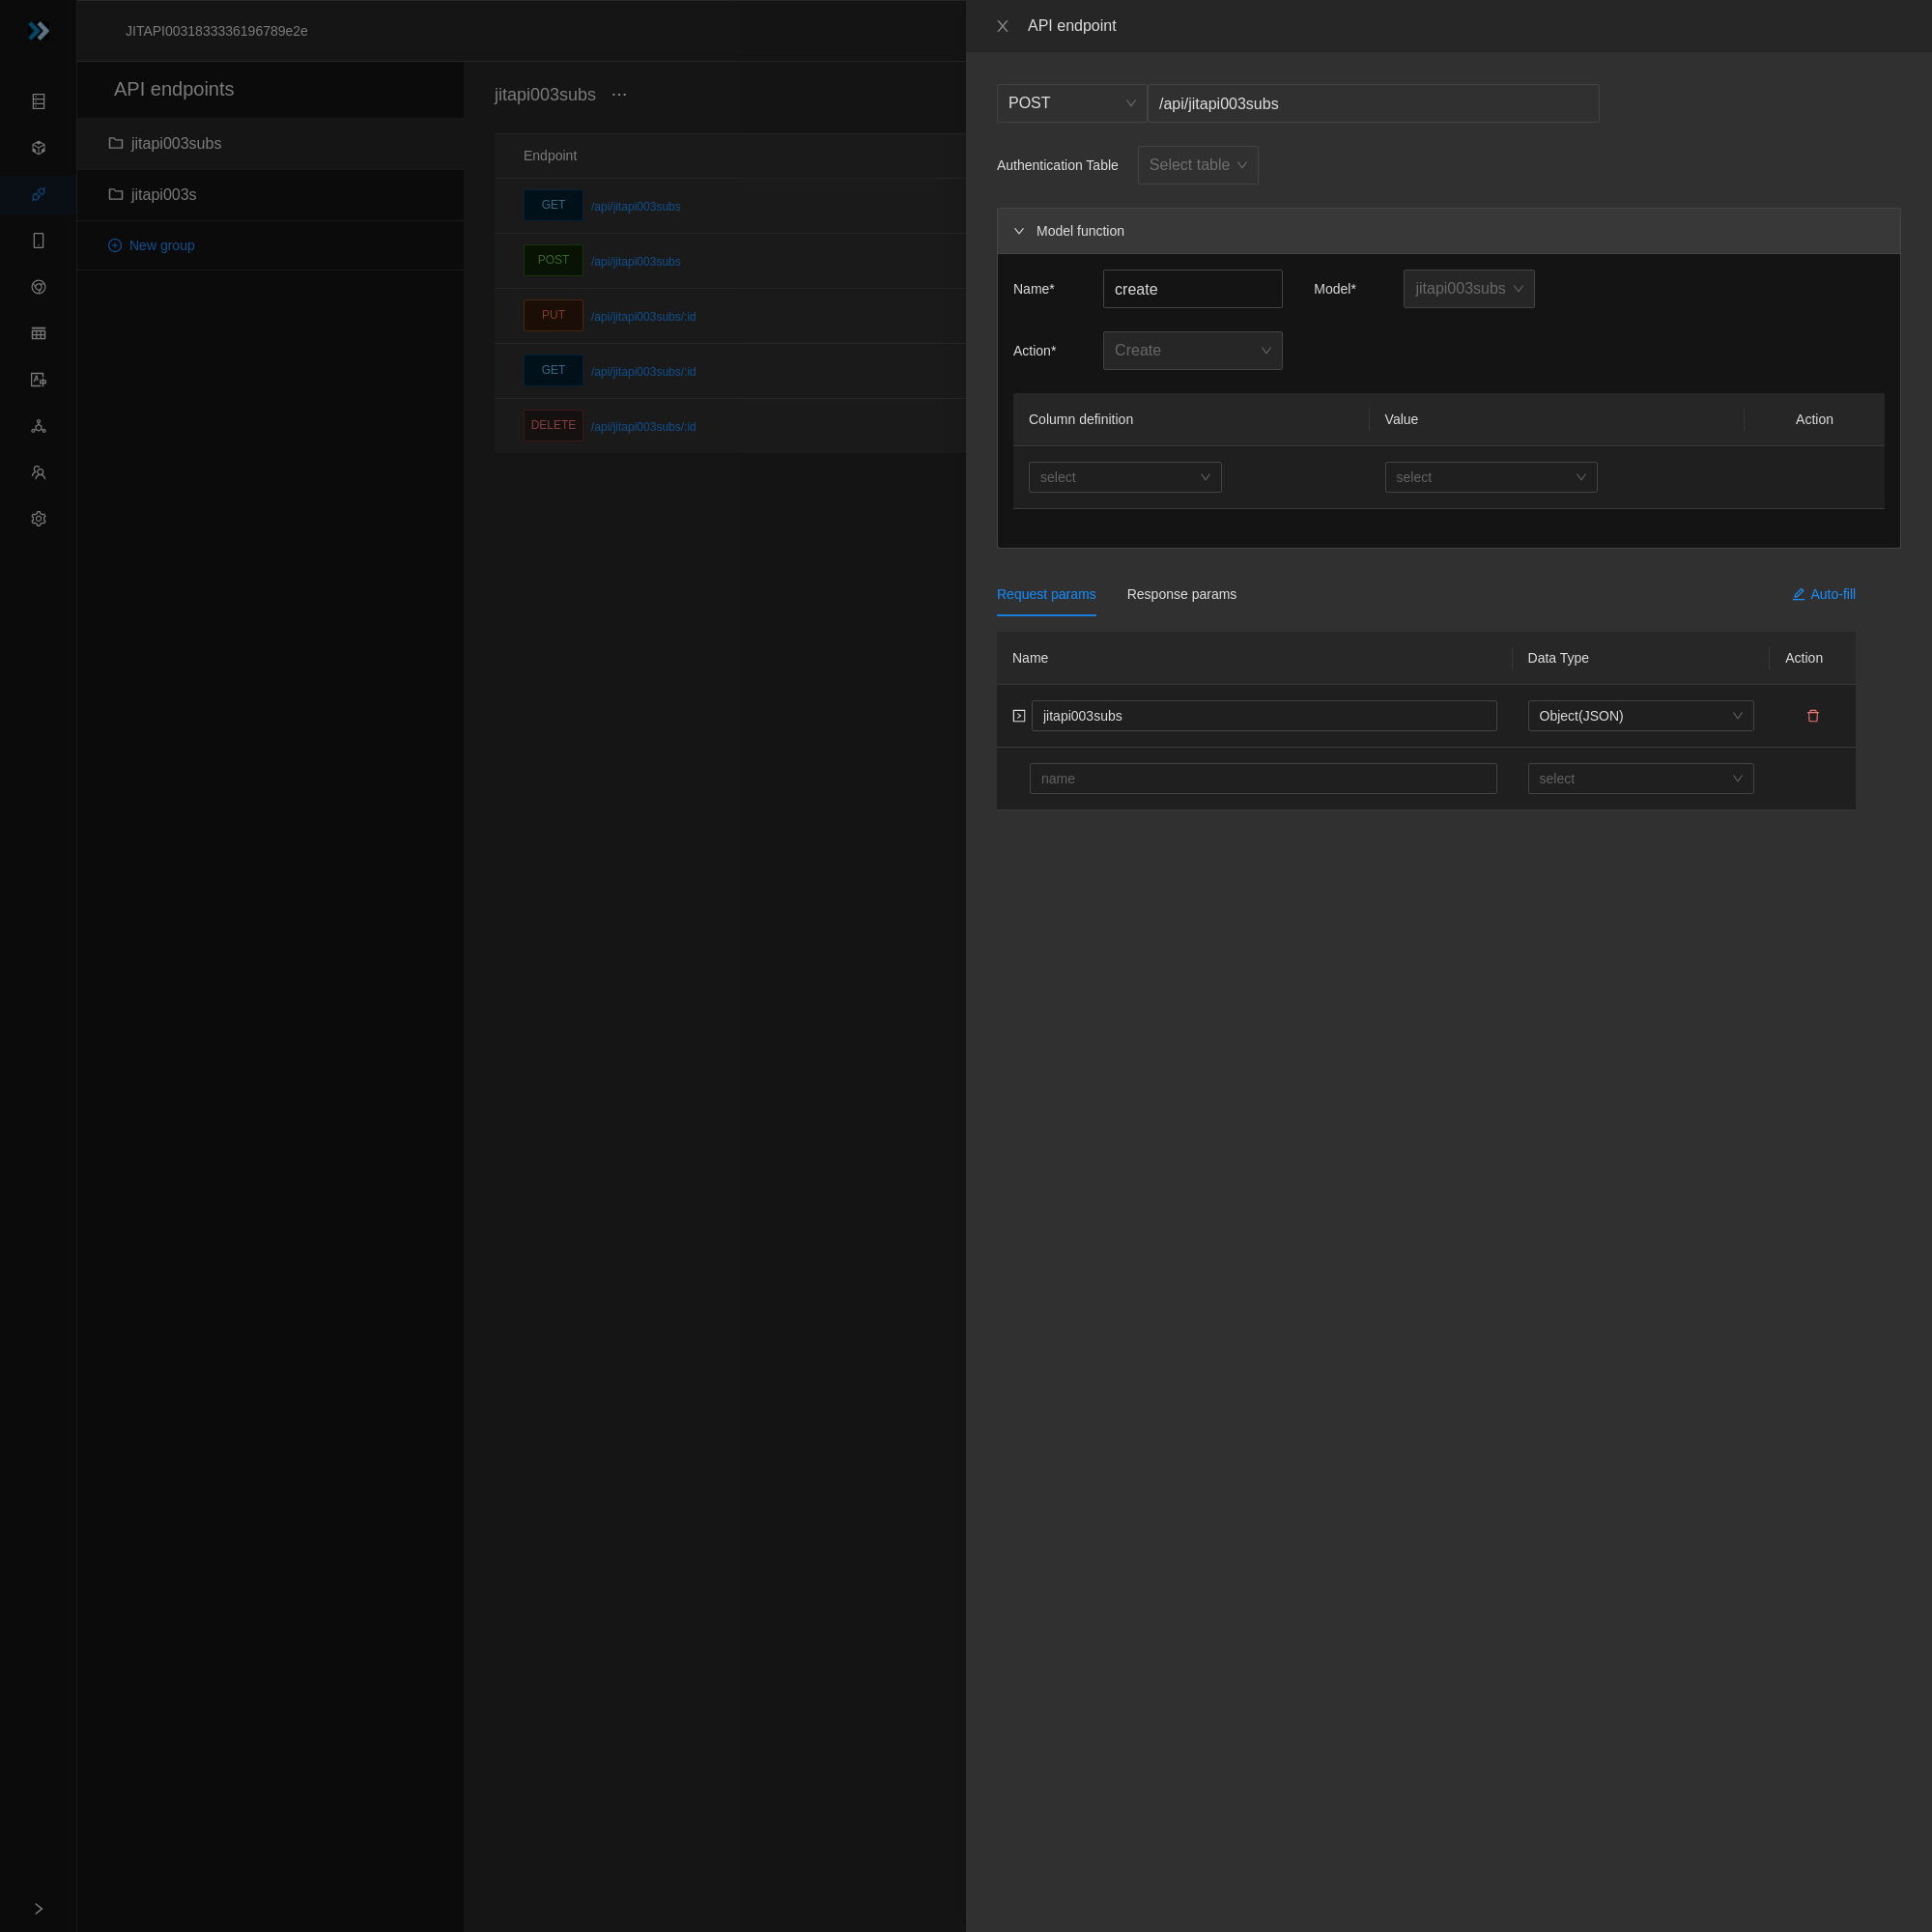 JITAPI0031833336196789e2e
API endpoints
jitapi003subs
jitapi003s
New group
jitapi003subs
Endpoint
GET /api/jitapi003subs
POST /api/jitapi003subs
PUT /api/jitapi003subs/:id
GET /api/jitapi003subs/:id
DELETE /api/jitapi003subs/:id
API endpoint
POST /api/jitapi003subs
Authentication Table Select table
Model function
Name* create Model* jitapi003subs
Action* Create
Column definition Value Action
select select
Request params Response params Auto-fill
Name Data Type Action
jitapi003subs Object(JSON)
name select